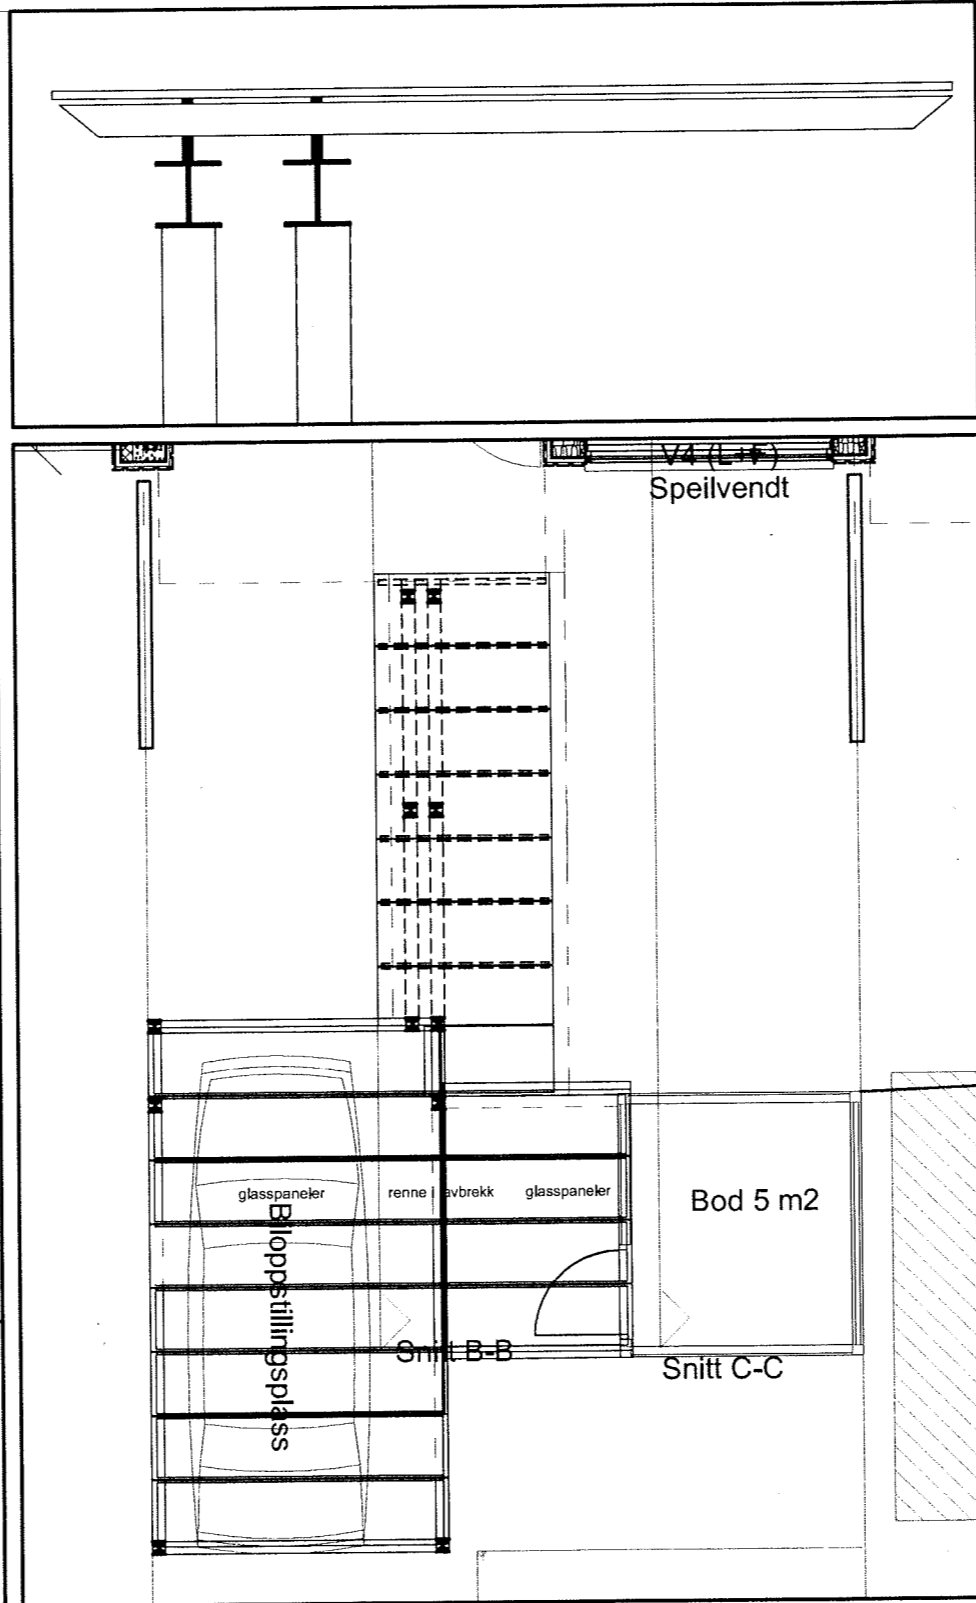 V4 (L+F)
Speilvendt
glasspaneler
renne i avbrekk
glasspaneler
Bod 5 m2
Biloppstillingsplass
Snitt B-B
Snitt C-C